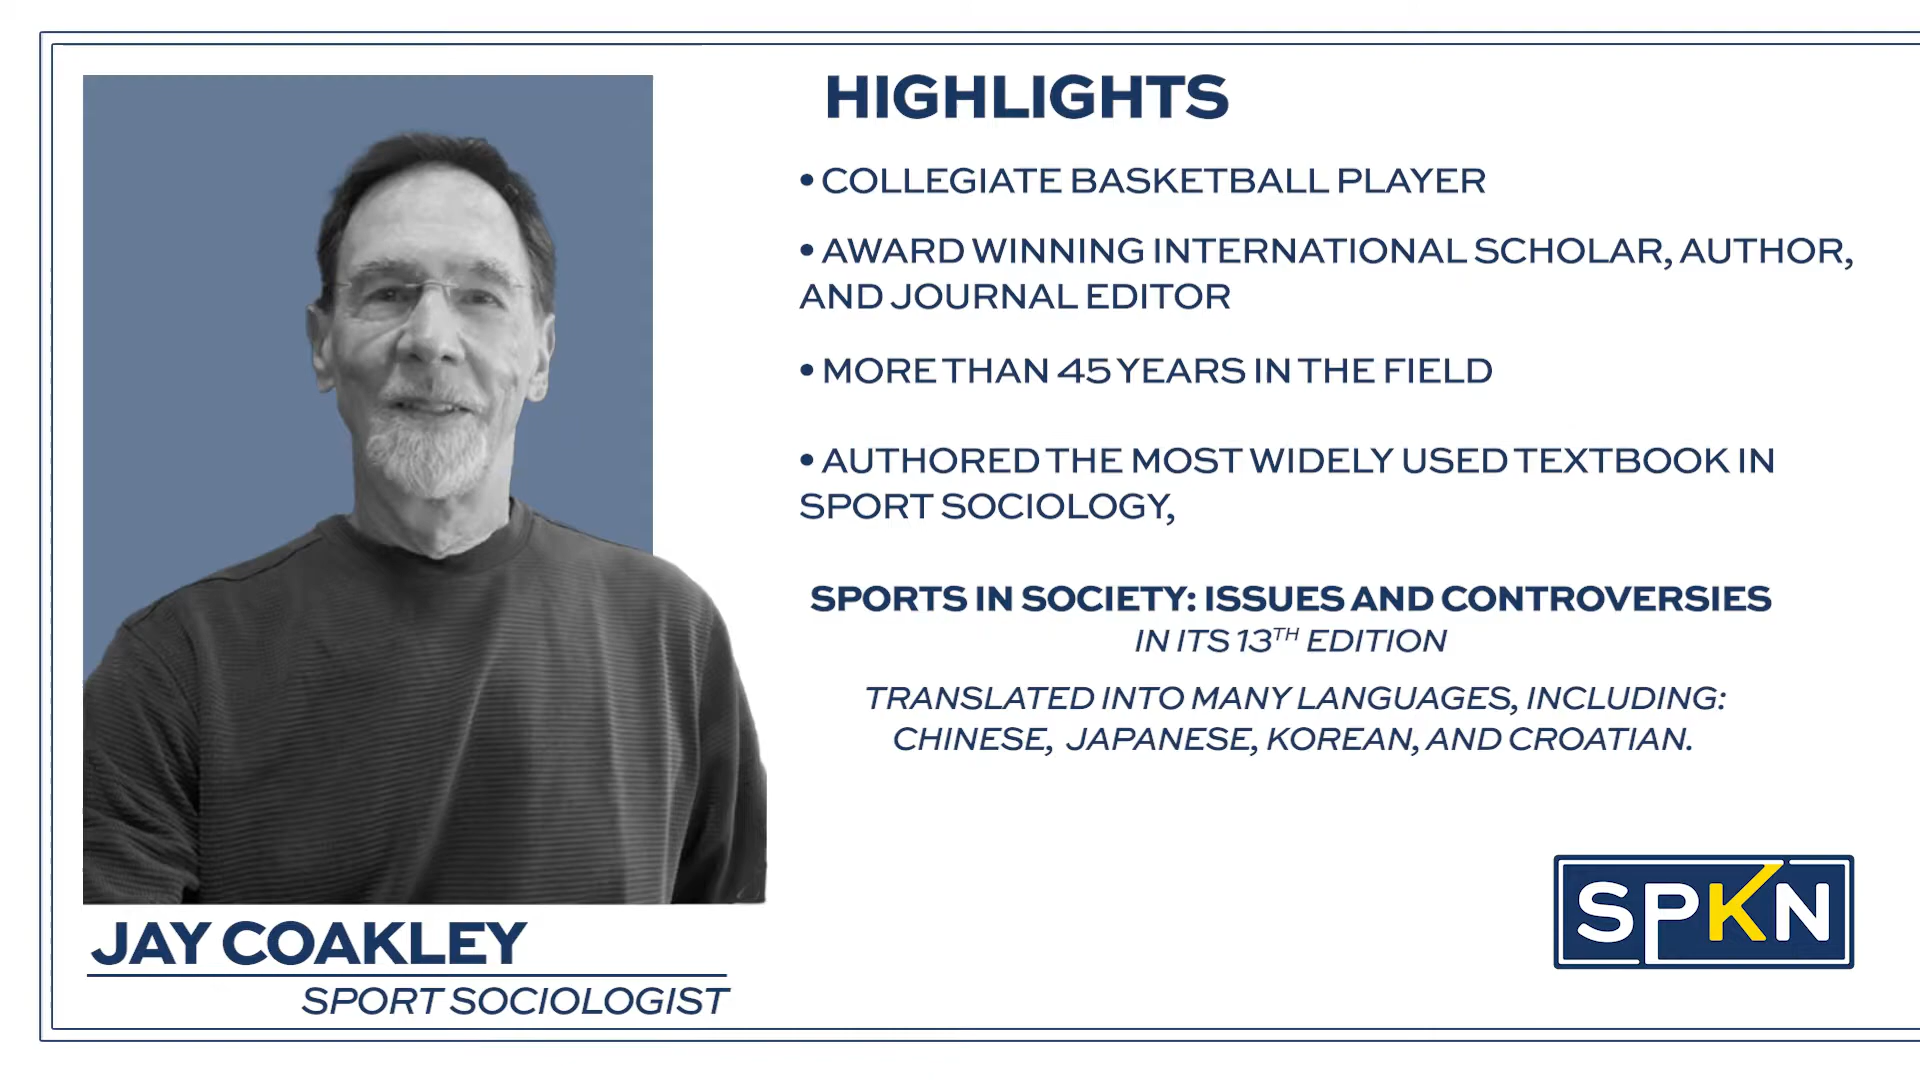 HIGHLIGHTS
• COLLEGIATE BASKETBALL PLAYER
• AWARD WINNING INTERNATIONAL SCHOLAR, AUTHOR,
AND JOURNAL EDITOR
• MORE THAN 45 YEARS IN THE FIELD
• AUTHORED THE MOST WIDELY USED TEXTBOOK IN
SPORT SOCIOLOGY,
SPORTS IN SOCIETY: ISSUES AND CONTROVERSIES
IN ITS 13TH EDITION
TRANSLATED INTO MANY LANGUAGES, INCLUDING:
CHINESE, JAPANESE, KOREAN, AND CROATIAN.
JAY COAKLEY
SPORT SOCIOLOGIST
SPKN